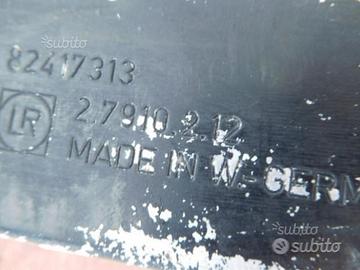 subito
82417313
LR 2.7910.2.12
MADE IN W-GERM
subito